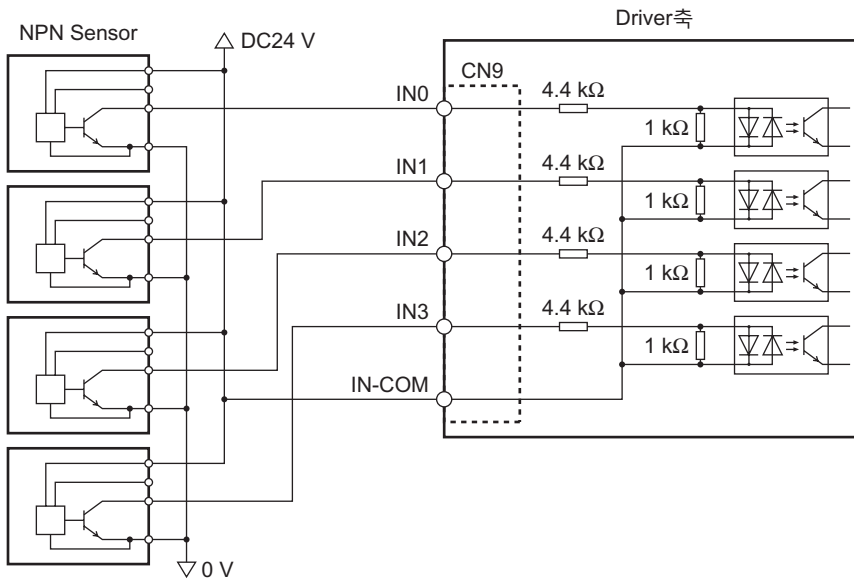 Driver축
NPN Sensor
DC24 V
CN9
IN0
4.4 kΩ
1 kΩ
IN1
4.4 kΩ
1 kΩ
IN2
4.4 kΩ
1 kΩ
IN3
4.4 kΩ
1 kΩ
IN-COM
0 V